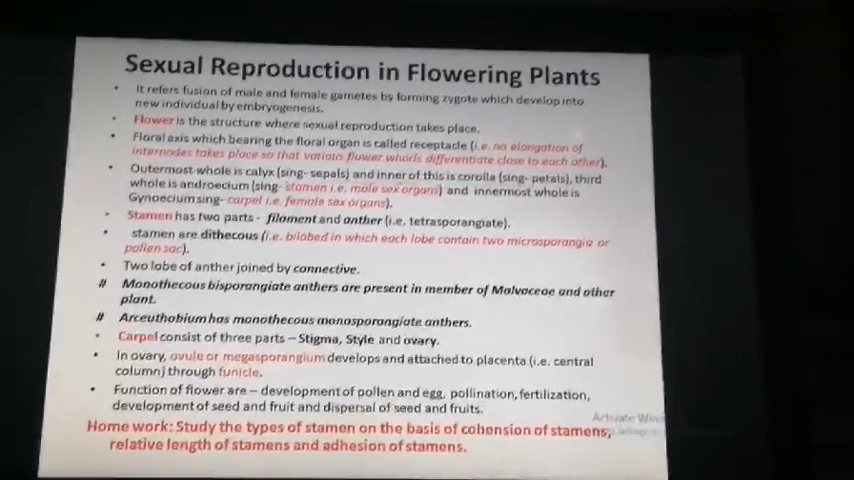 Sexual Reproduction in Flowering Plants
• It refers fusion of male and female gametes by forming zygote which develop into
new individual by embryogenesis.
• Flower is the structure where sexual reproduction takes place.
• Floral axis which bearing the floral organ is called receptacle (i.e. no elongation of
internodes takes place so that variato flower whorls differentiate close to each other).
• Outermost whole is calyx (sing- sepals) and inner of this is corolla (sing- petals), third
whole is androecium (sing- stamen i.e. male sex organs) and innermost whole is
Gynoecium sing- carpel i.e. female sex organs).
• Stamen has two parts - filament and anther (i.e. tetrasporangiate).
• stamen are dithecous (i.e. bilobed in which each lobe contain two microsporangia or
pollen sac).
• Two lobe of anther joined by connective.
# Monothecous bisporangiate anthers are present in member of Malvaceae and other
plant.
# Arceuthobium has monothecous monosporangiate anthers.
• Carpel consist of three parts – Stigma, Style and ovary.
• In ovary, ovule or megasporangium develops and attached to placenta (i.e. central
column) through funicle.
• Function of flower are – development of pollen and egg, pollination, fertilization,
development of seed and fruit and dispersal of seed and fruits.
Activate Win
Home work: Study the types of stamen on the basis of cohension of stamens,
relative length of stamens and adhesion of stamens.